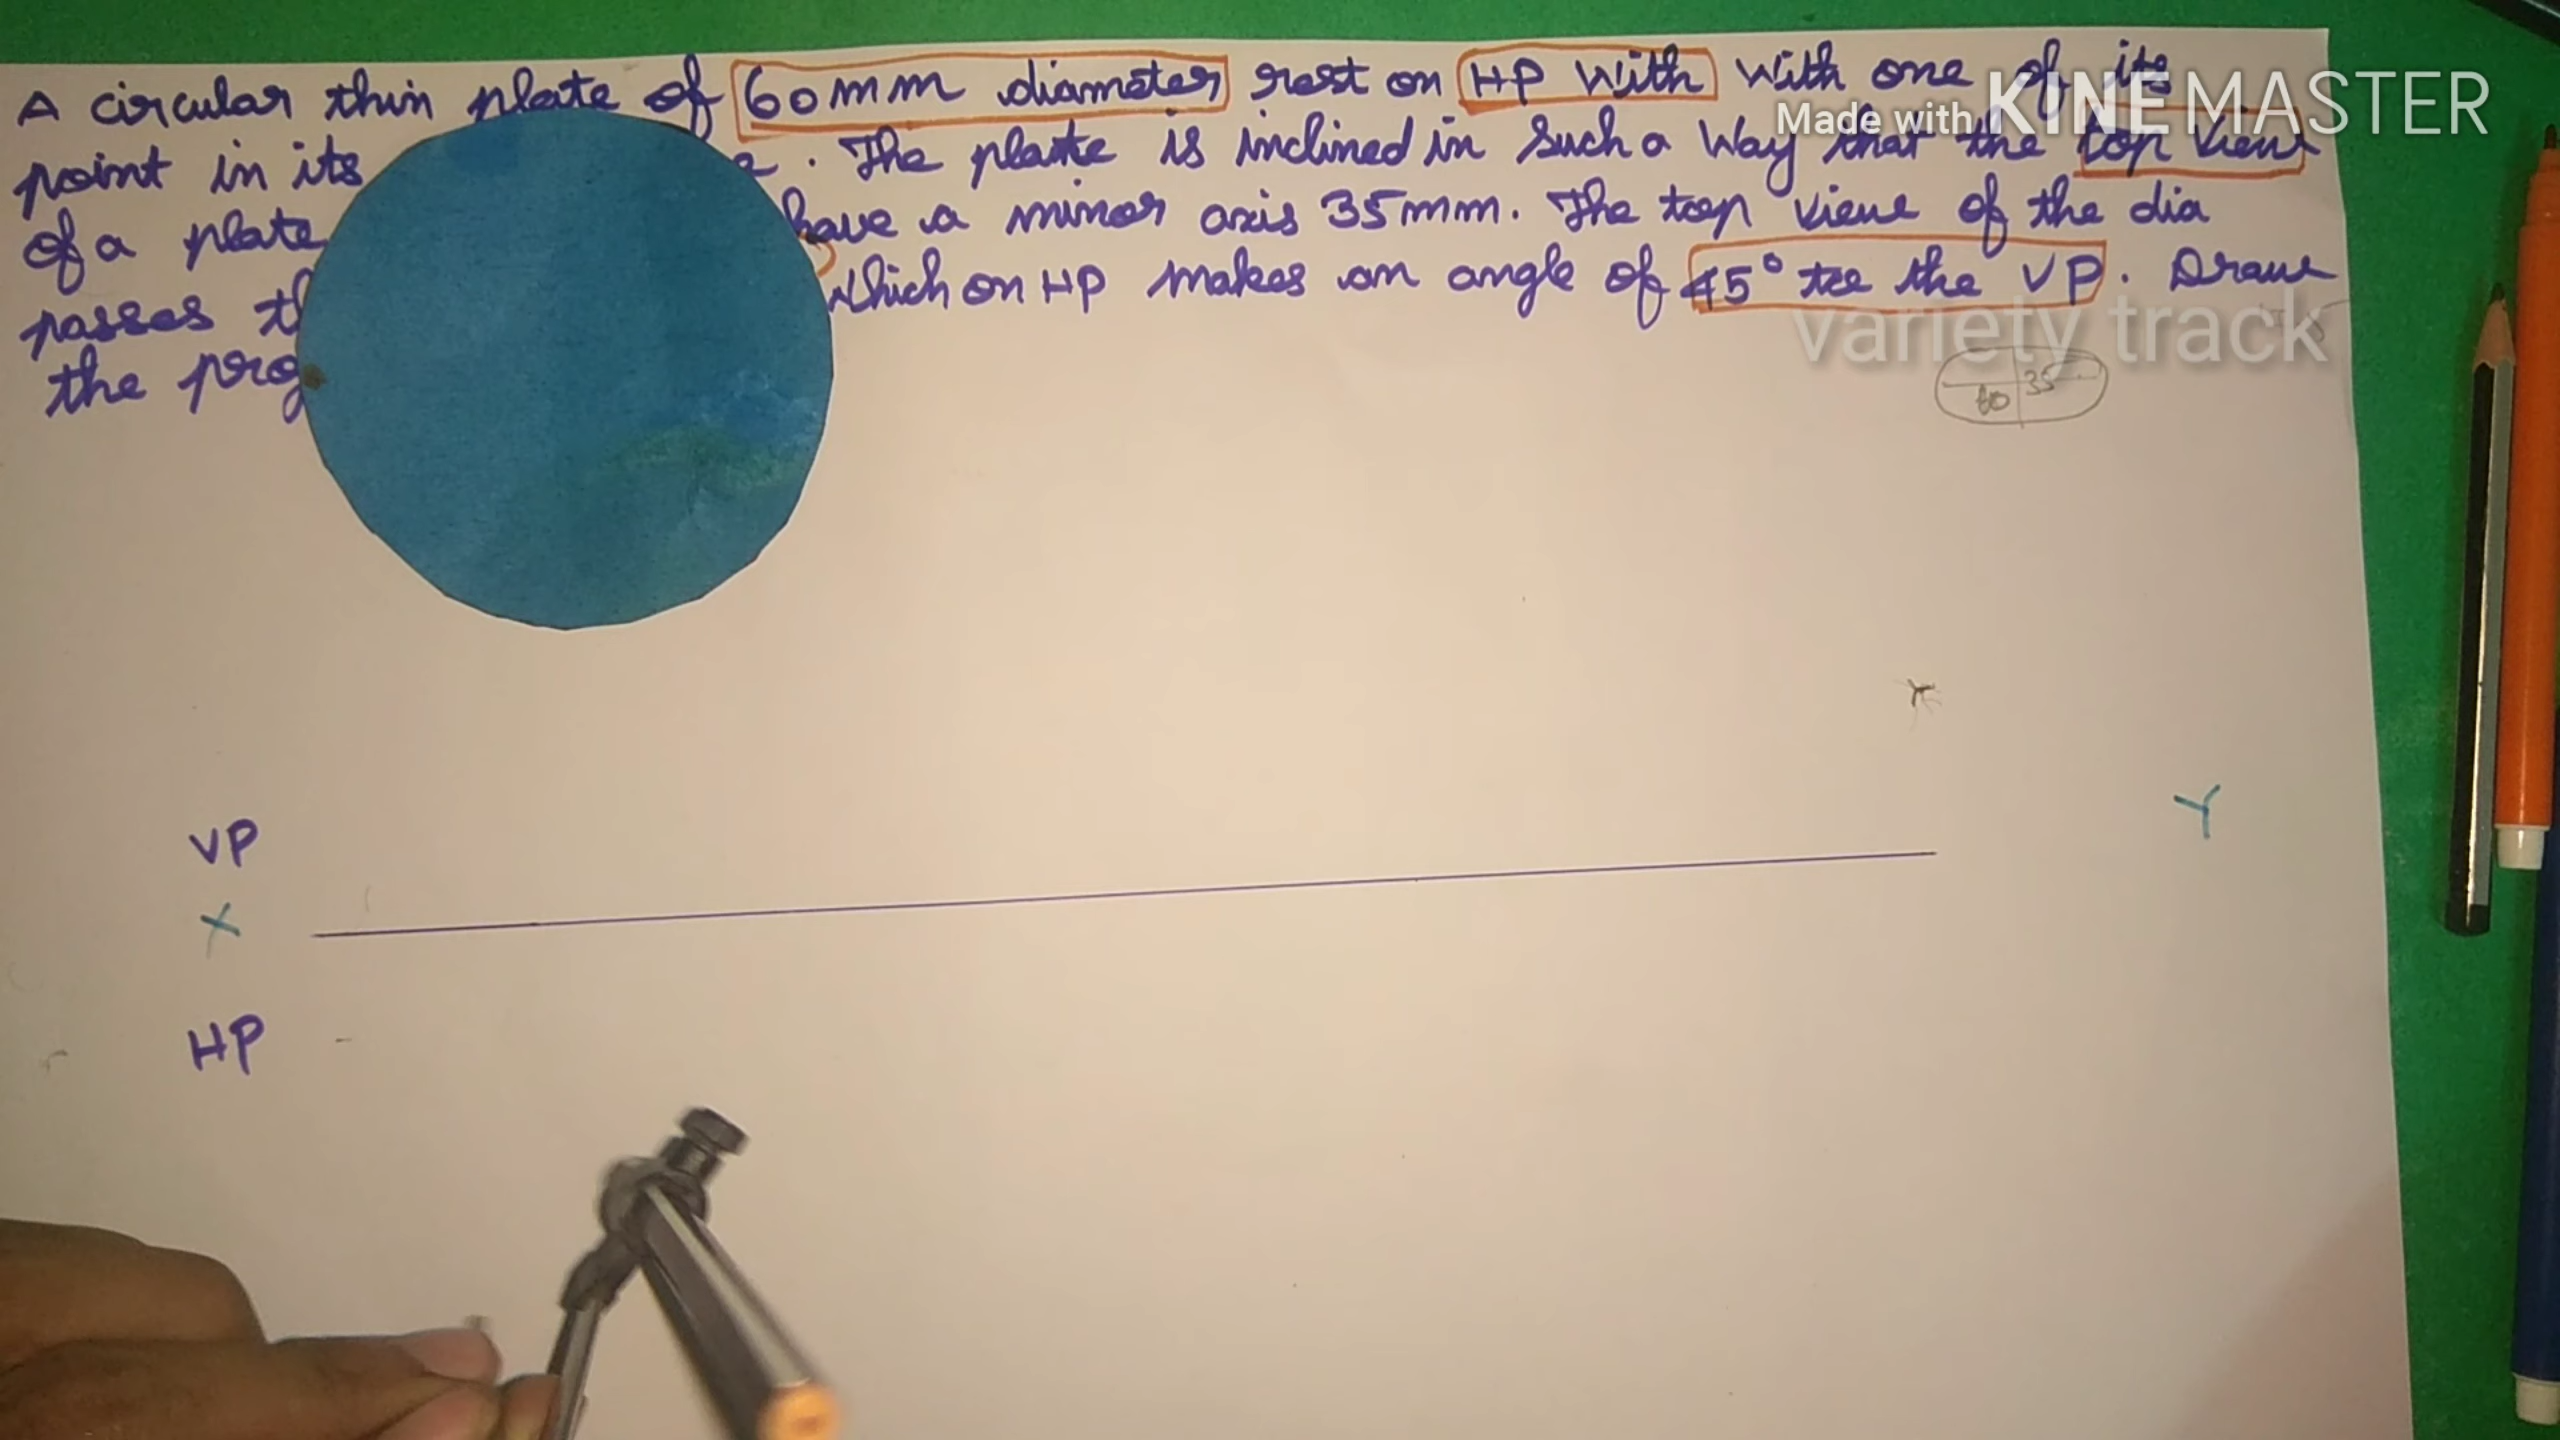 A circular thin plate of 60mm diameter rest on HP With With one of its
point in its . The plate is inclined in such a way that the top view
of a plate have a minor axis 35mm. The top view of the dia
passes which on HP makes an angle of 45° to the VP. Draw
the
Made with KINEMASTER
variety track
60 35
VP
X
Y
HP